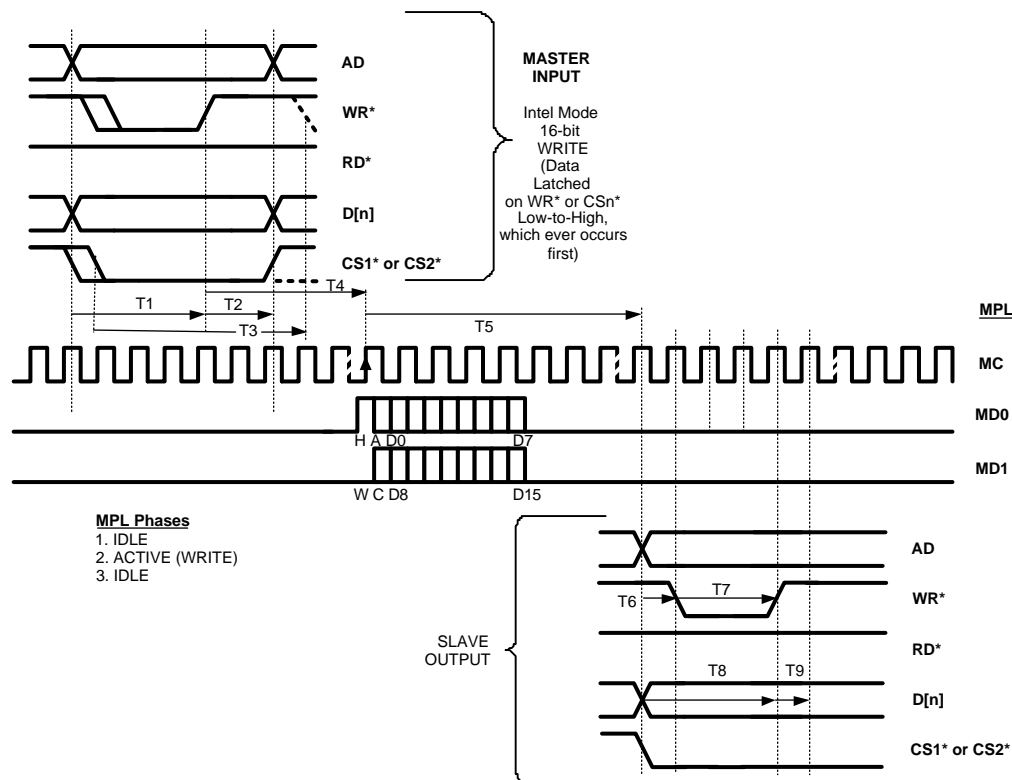 AD
WR*
RD*
D[n]
CS1* or CS2*
MASTER
INPUT
Intel Mode
16-bit
WRITE
(Data
Latched
on WR* or CSn*
Low-to-High,
which ever occurs
first)
T4
T1
T2
T3
T5
MPL
MC
MD0
H A D0
D7
MD1
W C D8
D15
MPL Phases
1. IDLE
2. ACTIVE (WRITE)
3. IDLE
AD
T6
T7
WR*
SLAVE
OUTPUT
RD*
T8
T9
D[n]
CS1* or CS2*